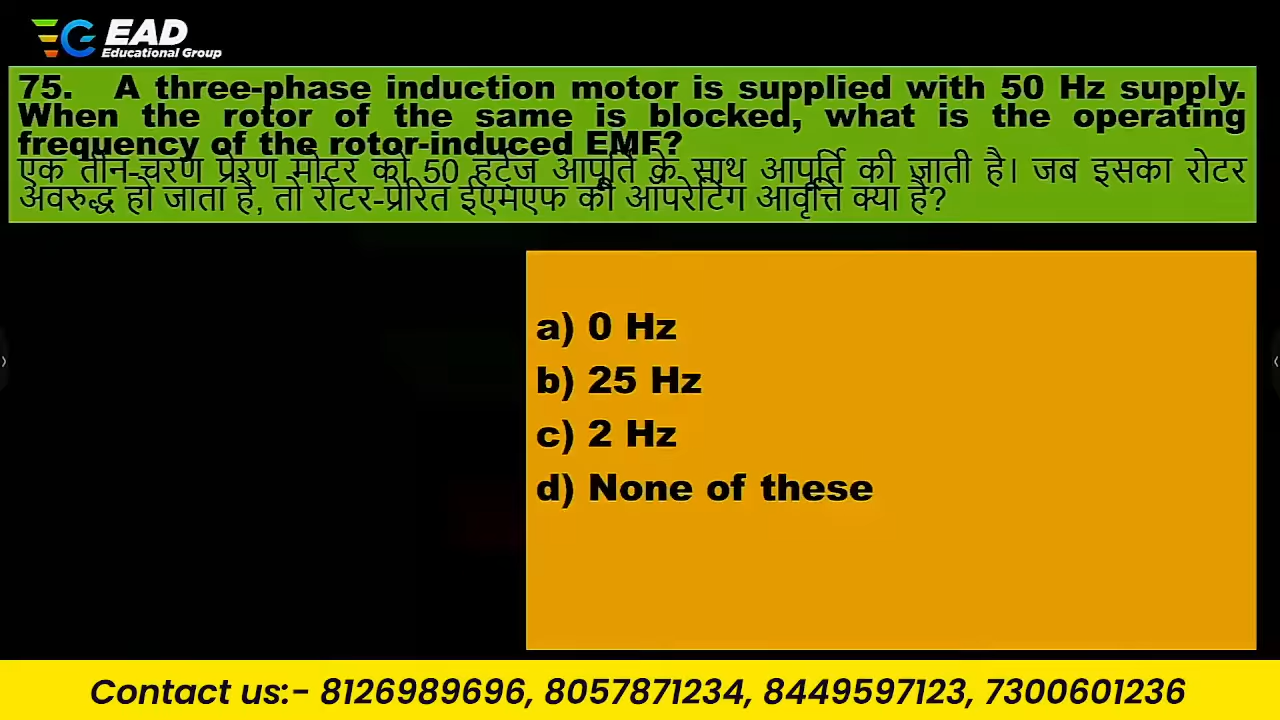 EAD
Educational Group
75. A three-phase induction motor is supplied with 50 Hz supply.
When the rotor of the same is blocked, what is the operating
frequency of the rotor-induced EMF?
एक तीन-चरण प्रेरण मोटर को 50 हर्ट्ज आपूर्ति के साथ आपूर्ति की जाती है। जब इसका रोटर
अवरुद्ध हो जाता है, तो रोटर-प्रेरित ईएमएफ की ऑपरेटिंग आवृत्ति क्या है?
a) 0 Hz
b) 25 Hz
c) 2 Hz
d) None of these
Contact us:- 8126989696, 8057871234, 8449597123, 7300601236